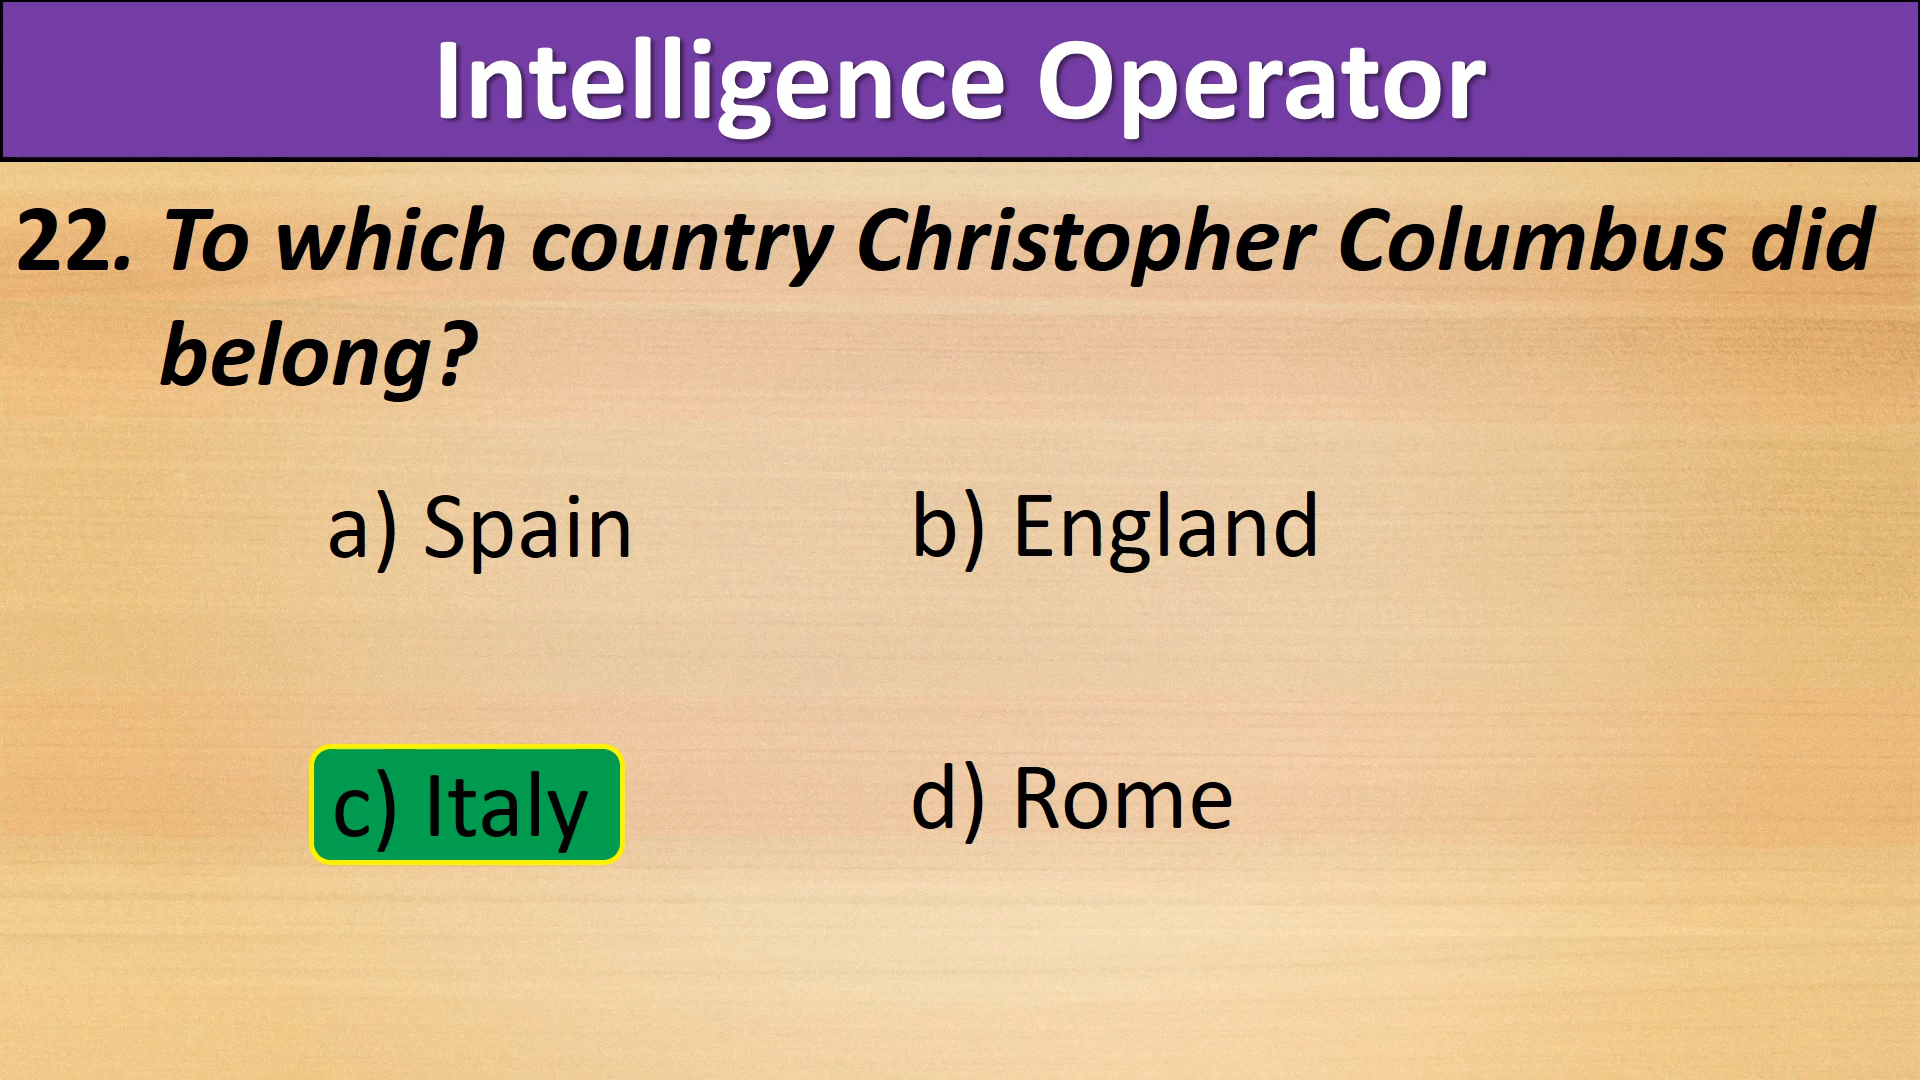 Intelligence Operator
22. To which country Christopher Columbus did
belong?
a) Spain b) England
c) Italy d) Rome